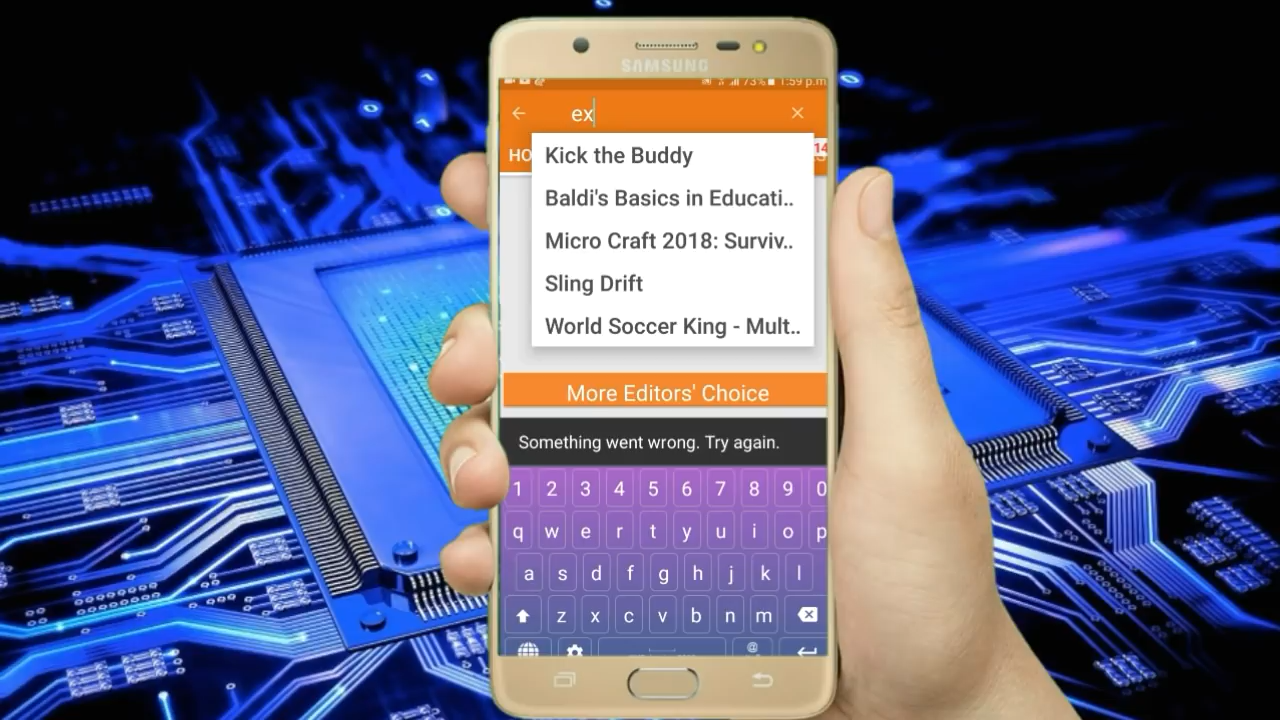 SAMSUNG
73% 1:59 p.m
ex
HO
14
Kick the Buddy
Baldi's Basics in Educati..
Micro Craft 2018: Surviv..
Sling Drift
World Soccer King - Mult..
More Editors' Choice
Something went wrong. Try again.
1 2 3 4 5 6 7 8 9 0
q w e r t y u i o p
a s d f g h j k l
z x c v b n m
@